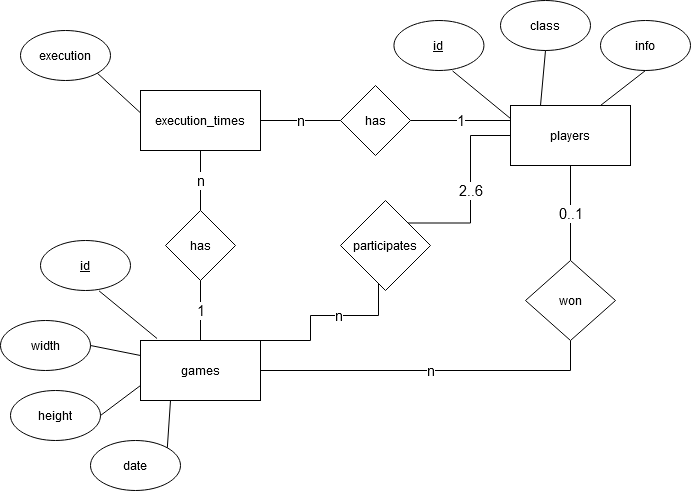 class
id
info
execution
execution_times
n
has
1
players
n
2..6
0..1
has
participates
id
won
1
n
width
games
n
height
date